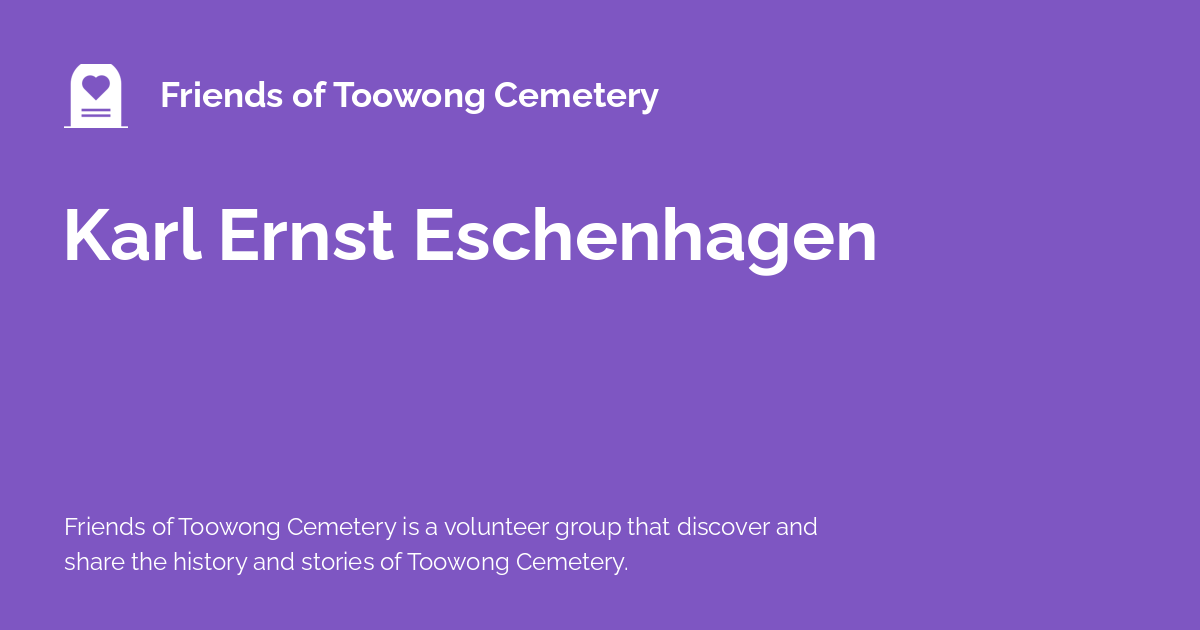 Friends of Toowong Cemetery
Karl Ernst Eschenhagen
Friends of Toowong Cemetery is a volunteer group that discover and
share the history and stories of Toowong Cemetery.